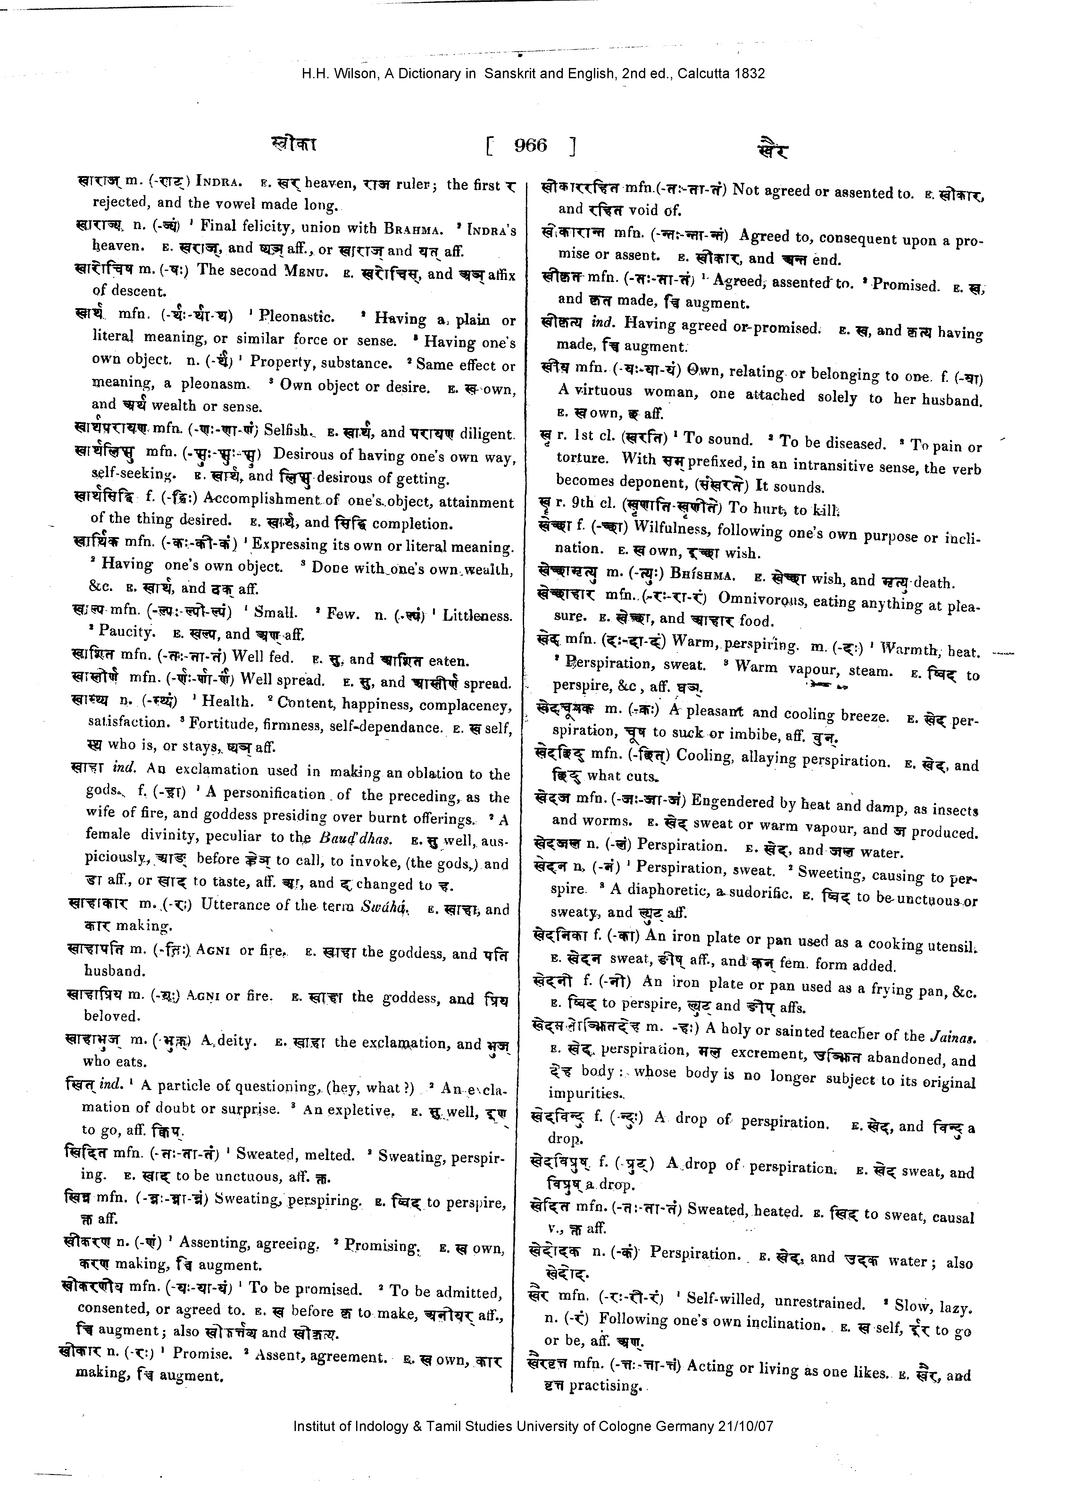 H.H. Wilson, A Dictionary in Sanskrit and English, 2nd ed., Calcutta 1832
स्वीका [ 966 ] स्वैर
स्वाराज् m. (-राट्) INDRA. E. स्वर् heaven, राज ruler; the first र
rejected, and the vowel made long.
स्वाराज्य n. (-ज्यं) ¹ Final felicity, union with BRAHMA. ² INDRA'S
heaven. E. स्वराज्, and ष्यञ् aff., or स्वाराज and यत् aff.
स्वारोचिष m. (-षः) The second MENU. E. स्वरोचिस्, and अञ् affix
of descent.
स्वार्थ mfn. (-र्थः-र्था-र्थ) ¹ Pleonastic. ² Having a plain or
literal meaning, or similar force or sense. ³ Having one's
own object. n. (-र्थं) ¹ Property, substance. ² Same effect or
meaning, a pleonasm. ³ Own object or desire. E. स्व own,
and अर्थ wealth or sense.
स्वार्थपरायण mfn. (-णः-णा-णं) Selfish. E. स्वार्थ, and परायण diligent.
स्वार्थलिप्सु mfn. (-प्सुः-प्सुः-प्सु) Desirous of having one's own way,
self-seeking. E. स्वार्थ, and लिप्सु desirous of getting.
स्वार्थसिद्धि f. (-द्धिः) Accomplishment of one's object, attainment
of the thing desired. E. स्वार्थ, and सिद्धि completion.
स्वार्थिक mfn. (-कः-की-कं) ¹ Expressing its own or literal meaning.
² Having one's own object. ³ Done with one's own wealth,
&c. E. स्वार्थ, and ठक् aff.
स्वाल्प mfn. (-ल्पः-ल्पी-ल्पं) ¹ Small. ² Few. n. (-ल्पं) ¹ Littleness.
² Paucity. E. स्वल्प, and अण् aff.
स्वाशित mfn. (-तः-ता-तं) Well fed. E. सु, and आशित eaten.
स्वास्तीर्ण mfn. (-र्णः-र्णा-र्णं) Well spread. E. सु, and आस्तीर्ण spread.
स्वास्थ्य n. (-स्थ्यं) ¹ Health. ² Content, happiness, complacency,
satisfaction. ³ Fortitude, firmness, self-dependance. E. स्व self,
स्थ who is, or stays, ष्यञ् aff.
स्वाहा ind. An exclamation used in making an oblation to the
gods. f. (-हा) ¹ A personification of the preceding, as the
wife of fire, and goddess presiding over burnt offerings. ² A
female divinity, peculiar to the Bauddhas. E. सु well, aus-
piciously, आङ् before ह्वेञ् to call, to invoke, (the gods,) and
डा aff., or स्वाद to taste, aff. आ, and द changed to ह.
स्वाहाकार m. (-रः) Utterance of the term Swáhá. E. स्वाहा, and
कार making.
स्वाहापति m. (-तिः) AGNI or fire. E. स्वाहा the goddess, and पति
husband.
स्वाहाप्रिय m. (-यः) AGNI or fire. E. स्वाहा the goddess, and प्रिय
beloved.
स्वाहाभुज् m. (-भुक्) A deity. E. स्वाहा the exclamation, and भुज्
who eats.
स्वित् ind. ¹ A particle of questioning, (hey, what?) ² An excla-
mation of doubt or surprise. ³ An expletive. E. सु well, इण
to go, aff. क्विप्.
स्विदित mfn. (-तः-ता-तं) ¹ Sweated, melted. ² Sweating, perspir-
ing. E. स्विद to be unctuous, aff. क्त.
स्विन्न mfn. (-न्नः-न्ना-न्नं) Sweating, perspiring. E. ष्विद to perspire,
क्त aff.
स्वीकरण n. (-णं) ¹ Assenting, agreeing. ² Promising. E. स्व own,
करण making, च्वि augment.
स्वीकरणीय mfn. (-यः-या-यं) ¹ To be promised. ² To be admitted,
consented, or agreed to. E. स्व before कृ to make, अनीयर् aff.,
च्वि augment; also स्वीकर्त्तव्य and स्वीकृत्य.
स्वीकार n. (-रः) ¹ Promise. ² Assent, agreement. E. स्व own, कार
making, च्वि augment.
स्वीकाररहित mfn. (-तः-ता-तं) Not agreed or assented to. E. स्वीकार,
and रहित void of.
स्वीकारान्त mfn. (-न्तः-न्ता-न्तं) Agreed to, consequent upon a pro-
mise or assent. E. स्वीकार, and अन्त end.
स्वीकृत mfn. (-तः-ता-तं) ¹ Agreed, assented to. ² Promised. E. स्व,
and कृत made, च्वि augment.
स्वीकृत्य ind. Having agreed or promised. E. स्व, and कृत्य having
made, च्वि augment.
स्वीय mfn. (-यः-या-यं) Own, relating or belonging to one. f. (-या)
A virtuous woman, one attached solely to her husband.
E. स्व own, छ aff.
स्वृ r. 1st cl. (स्वरति) ¹ To sound. ² To be diseased. ³ To pain or
torture. With सम् prefixed, in an intransitive sense, the verb
becomes deponent, (संस्वरते) It sounds.
स्वॄ r. 9th cl. (स्वृणाति-स्वृणीते) To hurt, to kill.
स्वेच्छा f. (-च्छा) Wilfulness, following one's own purpose or incli-
nation. E. स्व own, इच्छा wish.
स्वेच्छामृत्यु m. (-त्युः) BHÍSHMA. E. स्वेच्छा wish, and मृत्यु death.
स्वेच्छाहार mfn. (-रः-रा-रं) Omnivorous, eating anything at plea-
sure. E. स्वेच्छा, and आहार food.
स्वेद mfn. (दः-दा-दं) Warm, perspiring. m. (-दः) ¹ Warmth, heat.
² Perspiration, sweat. ³ Warm vapour, steam. E. ष्विद to
perspire, &c, aff. घञ्.
स्वेदचूषक m. (-कः) A pleasant and cooling breeze. E. स्वेद per-
spiration, चूष to suck or imbibe, aff. वुन्.
स्वेदच्छिद् mfn. (-च्छित्) Cooling, allaying perspiration. E. स्वेद, and
छिद् what cuts.
स्वेदज mfn. (-जः-जा-जं) Engendered by heat and damp, as insects
and worms. E. स्वेद sweat or warm vapour, and ज produced.
स्वेदजल n. (-लं) Perspiration. E. स्वेद, and जल water.
स्वेदन n. (-नं) ¹ Perspiration, sweat. ² Sweeting, causing to per-
spire. ³ A diaphoretic, a sudorific. E. ष्विद to be unctuous or
sweaty, and ल्युट् aff.
स्वेदनिका f. (-का) An iron plate or pan used as a cooking utensil.
E. स्वेदन sweat, ङीष् aff., and कन् fem. form added.
स्वेदनी f. (-नी) An iron plate or pan used as a frying pan, &c.
E. ष्विद to perspire, ल्युट and ङीप् affs.
स्वेदमलोज्झितदेह m. -हः) A holy or sainted teacher of the Jainas.
E. स्वेद perspiration, मल excrement, उज्झित abandoned, and
देह body: whose body is no longer subject to its original
impurities.
स्वेदविन्दु f. (-न्दुः) A drop of perspiration. E. स्वेद, and विन्दु a
drop.
स्वेदविप्रुष् f. (-प्रुट्) A drop of perspiration. E. स्वेद sweat, and
विप्रुष् a drop.
स्वेदित mfn. (-तः-ता-तं) Sweated, heated. E. स्विद to sweat, causal
v., क्त aff.
स्वेदोदक n. (-कं) Perspiration. E. स्वेद, and उदक water; also
स्वेदोद.
स्वैर mfn. (-रः-री-रं) ¹ Self-willed, unrestrained. ² Slow, lazy.
n. (-रं) Following one's own inclination. E. स्व self, ईर to go
or be, aff. अण्.
स्वैरवृत्त mfn. (-त्तः-त्ता-त्तं) Acting or living as one likes. E. स्वैर, and
वृत्त practising.
Institut of Indology & Tamil Studies University of Cologne Germany 21/10/07